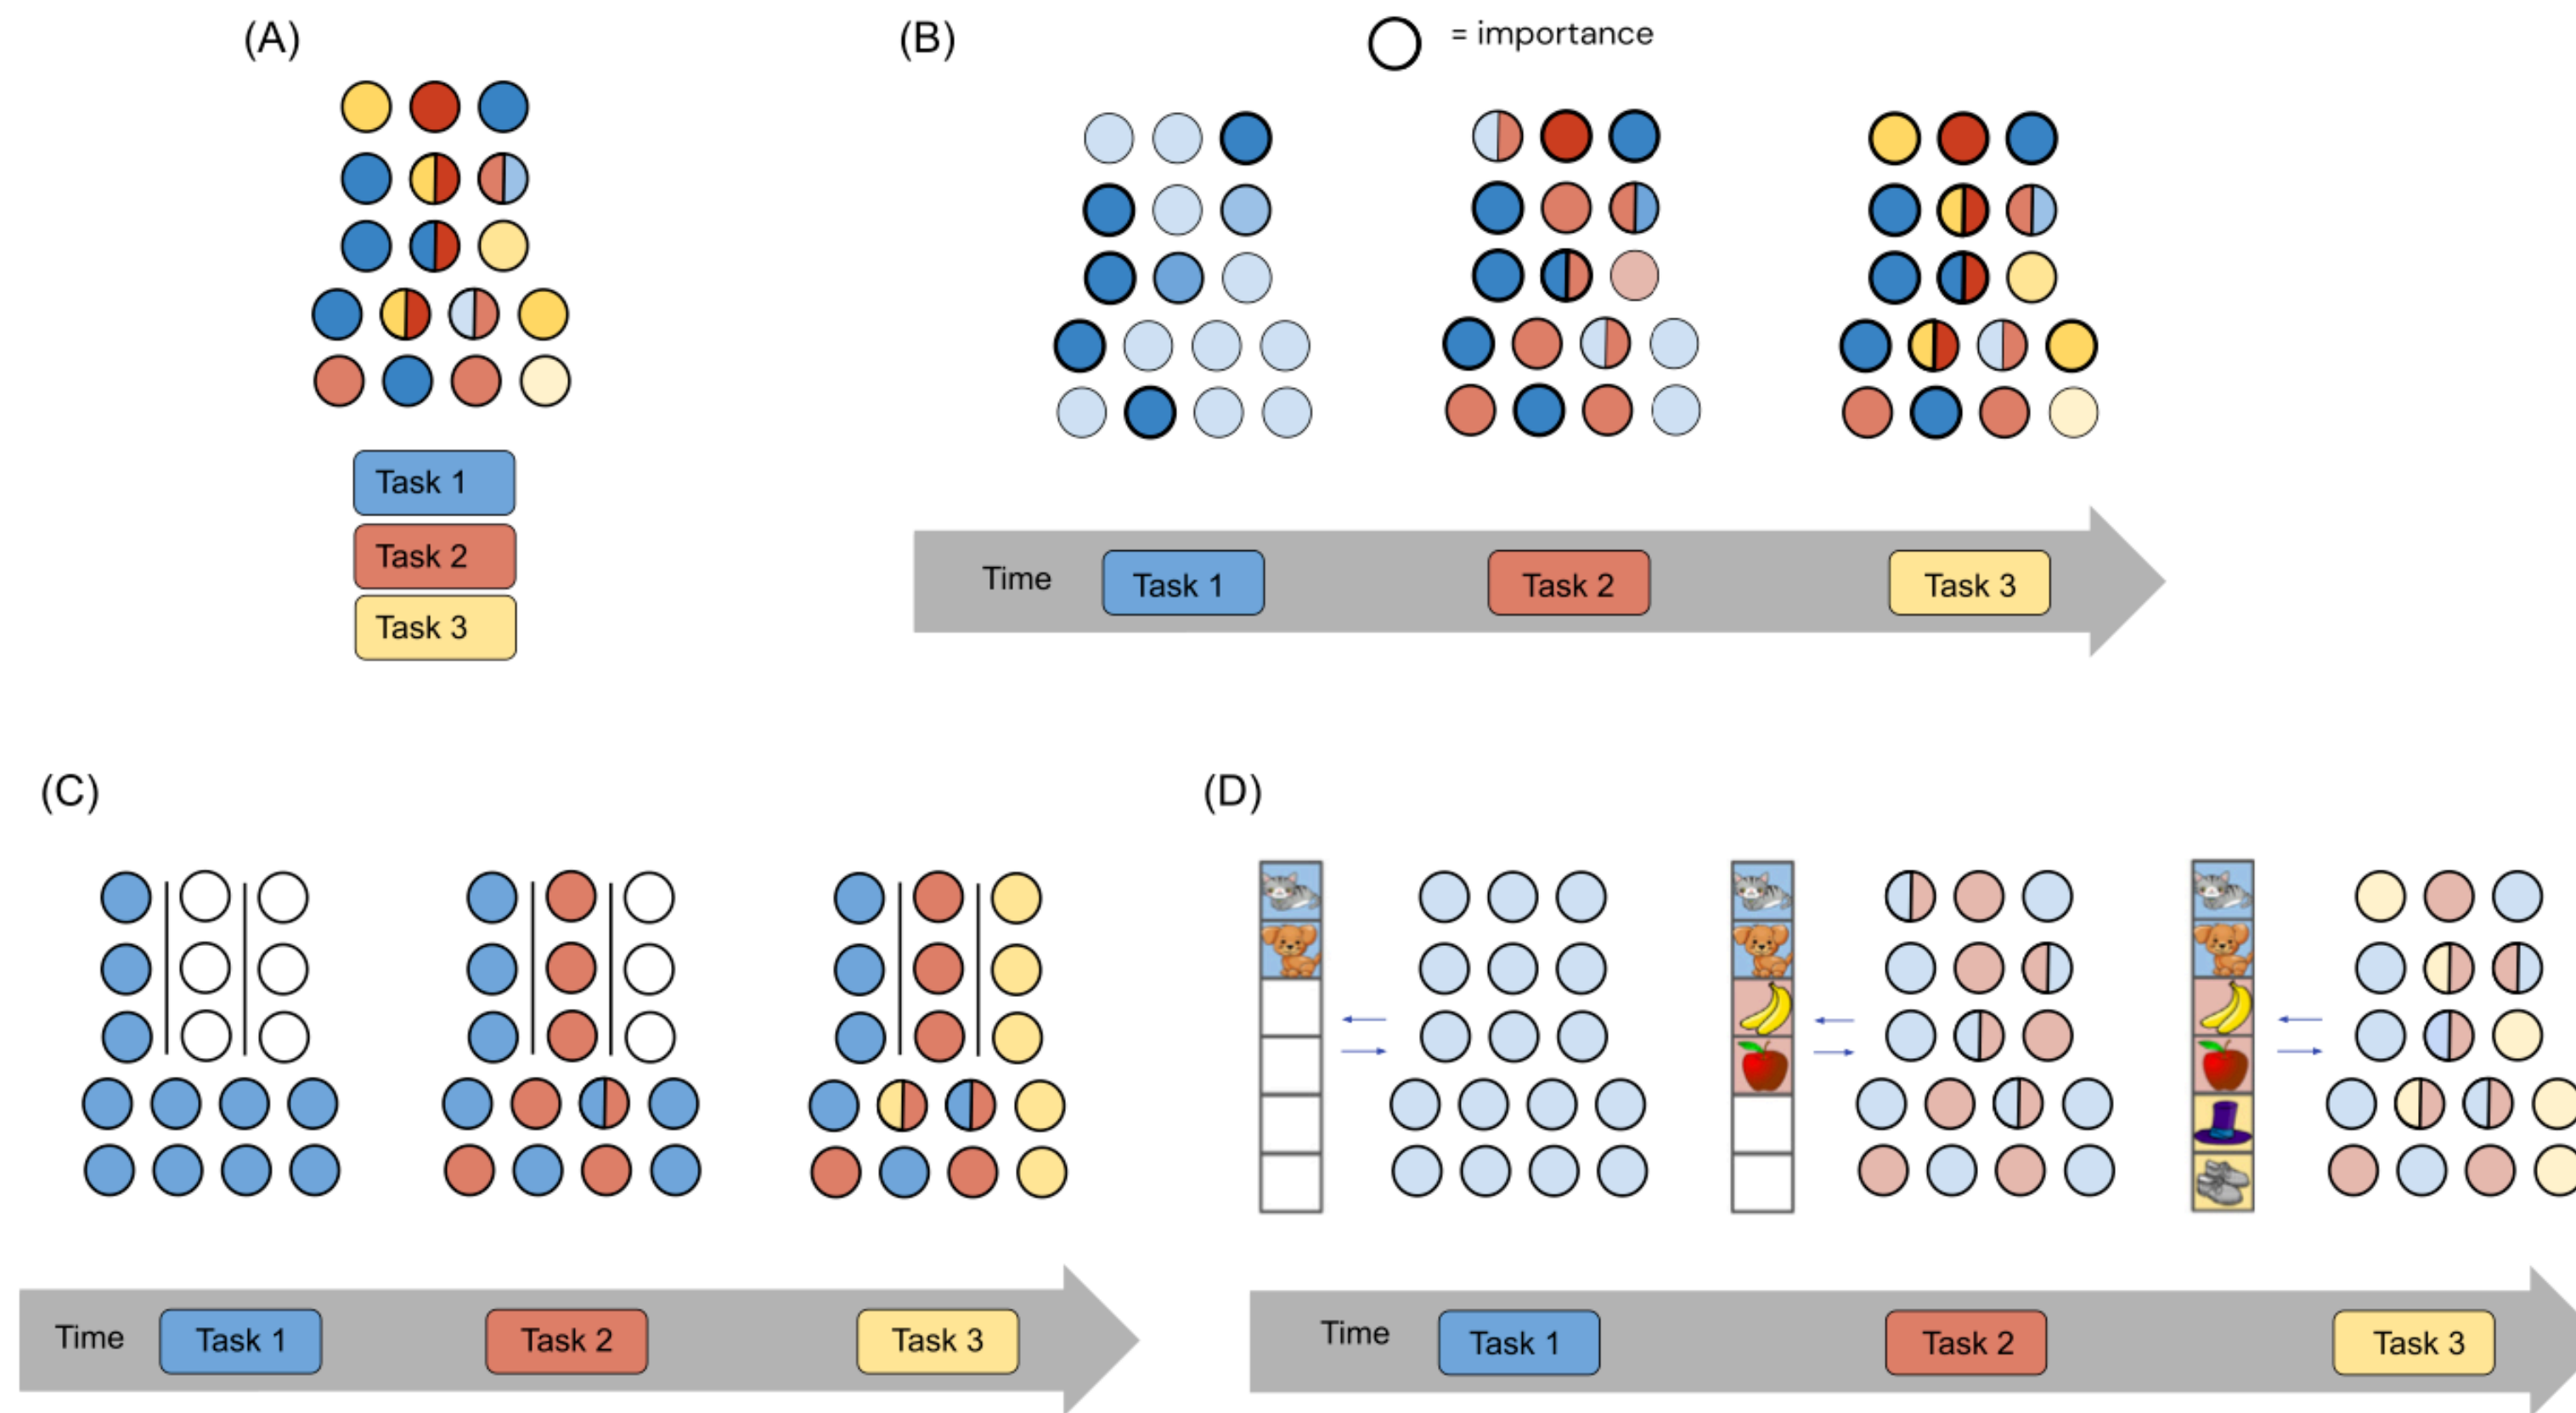 (A)
Task 1
Task 2
Task 3
(B)
= importance
Time Task 1 Task 2 Task 3
(C)
Time Task 1 Task 2 Task 3
(D)
Time Task 1 Task 2 Task 3